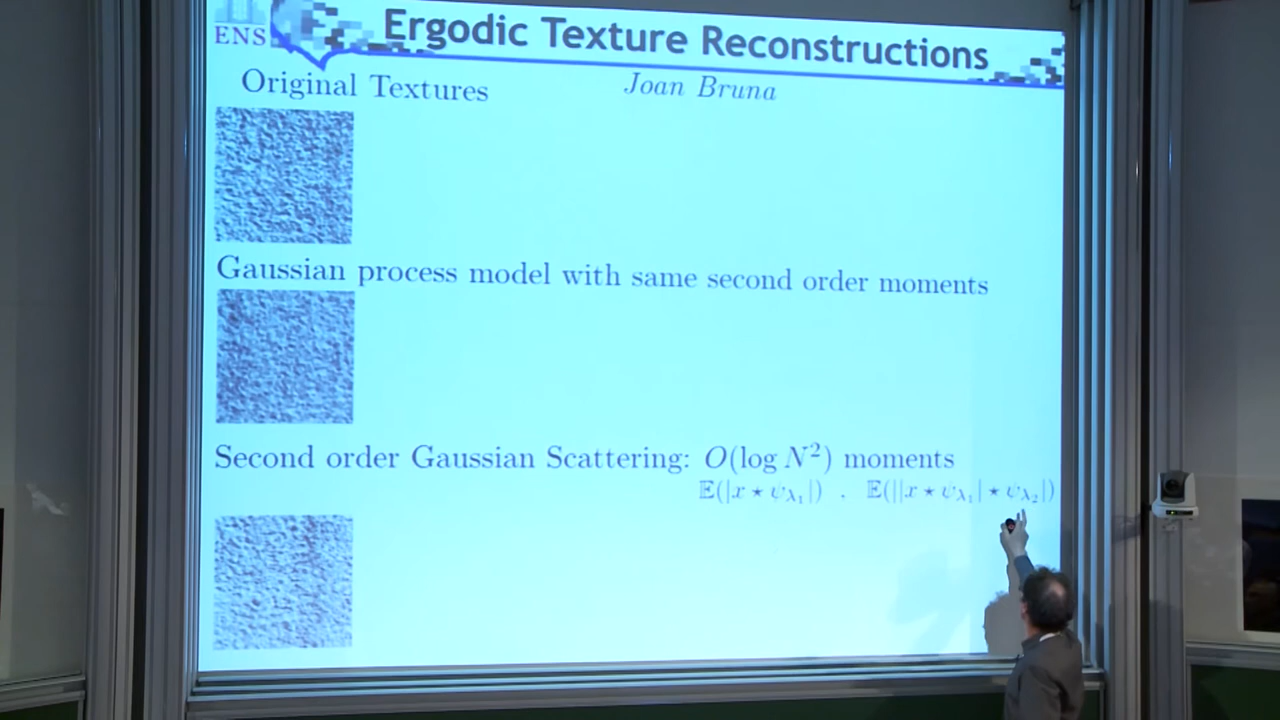 ENS
Ergodic Texture Reconstructions
Original Textures
Joan Bruna
Gaussian process model with same second order moments
Second order Gaussian Scattering: O(log N²) moments
𝔼(|x ⋆ ψ_λ₁|) , 𝔼(||x ⋆ ψ_λ₁| ⋆ ψ_λ₂|)